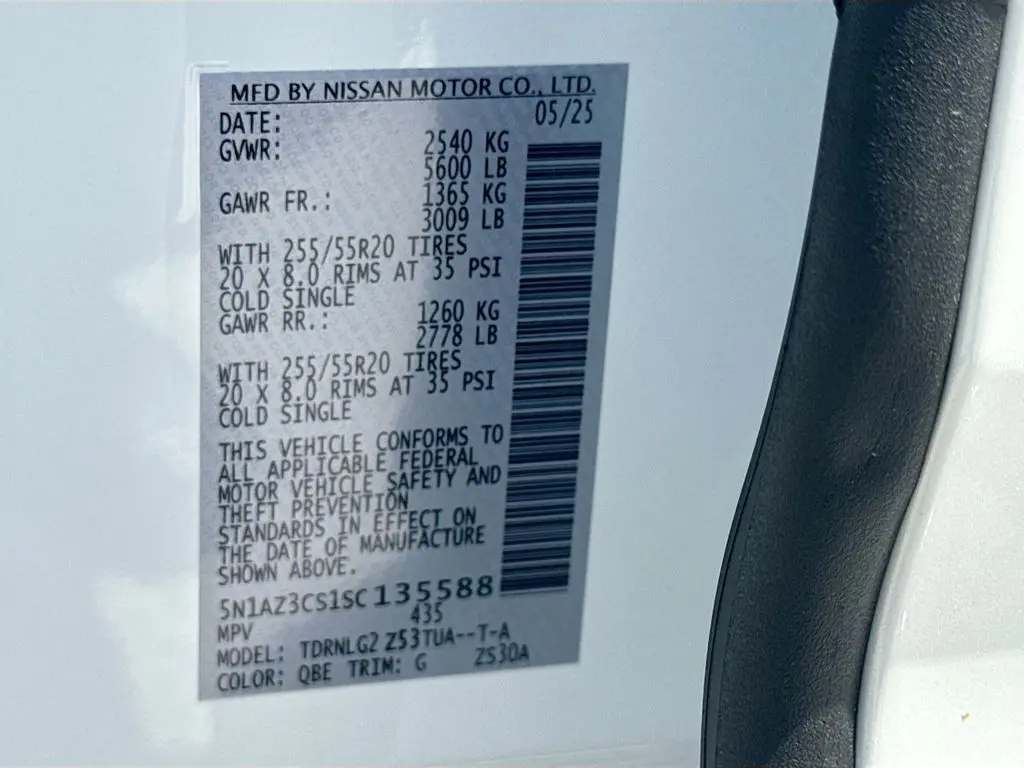 MFD BY NISSAN MOTOR CO., LTD.
DATE: 05/25
GVWR: 2540 KG
5600 LB
GAWR FR.: 1365 KG
3009 LB
WITH 255/55R20 TIRES
20 X 8.0 RIMS AT 35 PSI
COLD SINGLE
GAWR RR.: 1260 KG
2778 LB
WITH 255/55R20 TIRES
20 X 8.0 RIMS AT 35 PSI
COLD SINGLE
THIS VEHICLE CONFORMS TO
ALL APPLICABLE FEDERAL
MOTOR VEHICLE SAFETY AND
THEFT PREVENTION
STANDARDS IN EFFECT ON
THE DATE OF MANUFACTURE
SHOWN ABOVE.
5N1AZ3CS1SC135588
MPV 435
MODEL: TDRNLG2 Z53TUA--T-A
COLOR: QBE TRIM: G ZS30A